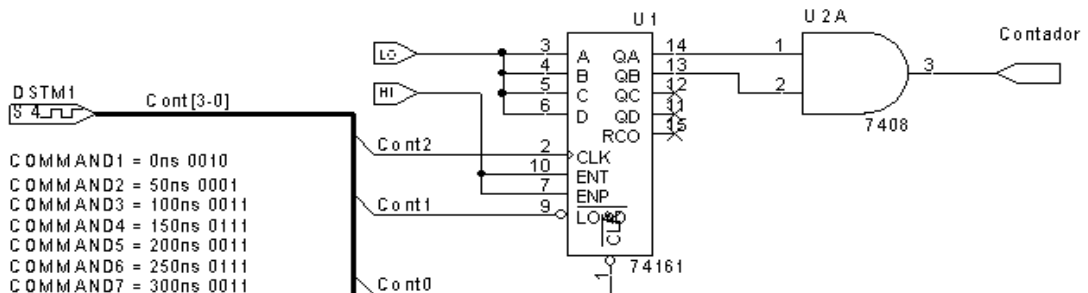 U1
U2A
Contador
LO
HI
3 A QA 14
4 B QB 13
5 C QC 12
6 D QD 11
RCO 15
2 CLK
10 ENT
7 ENP
9 LOAD
CLR
1
74161
1
2
3
7408
DSTM1
S4
Cont[3-0]
Cont2
Cont1
Cont0
COMMAND1 = 0ns 0010
COMMAND2 = 50ns 0001
COMMAND3 = 100ns 0011
COMMAND4 = 150ns 0111
COMMAND5 = 200ns 0011
COMMAND6 = 250ns 0111
COMMAND7 = 300ns 0011